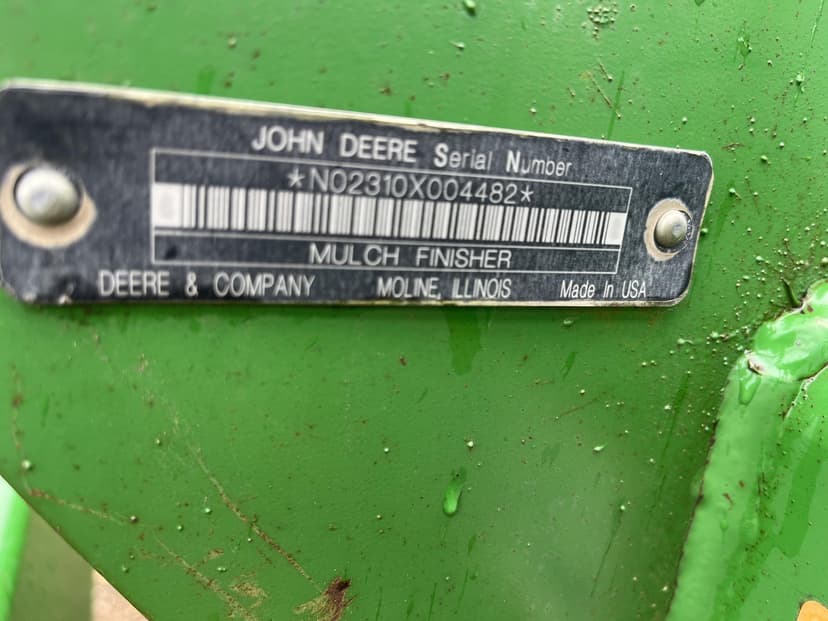 JOHN DEERE Serial Number
*N02310X004482*
MULCH FINISHER
DEERE & COMPANY MOLINE, ILLINOIS Made In USA